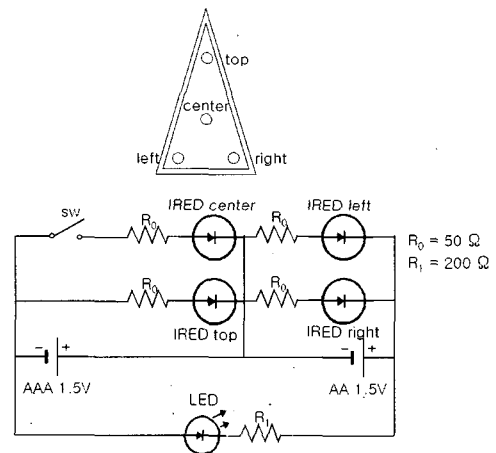 top
center
left
right
IRED center
IRED left
sw
R₀
R₀
R₀ = 50 Ω
R₁ = 200 Ω
R₀
R₀
IRED top
IRED right
- +
- +
AAA 1.5V
AA 1.5V
LED
R₁